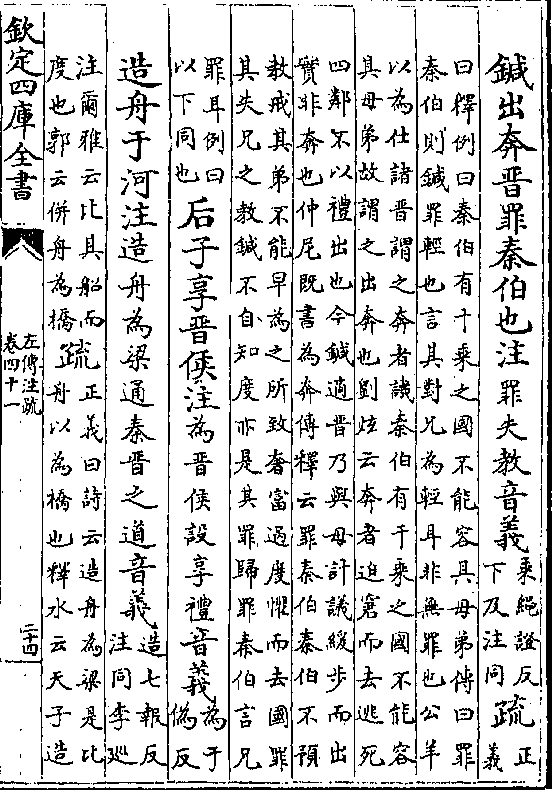 鍼出奔晉罪秦伯也注罪失教音義乘繩證反下及注同疏正義
曰釋例曰秦伯有千乘之國不能容其母弟傳曰罪
秦伯則鍼罪輕也言其對兄為輕耳非無罪也公羊
以為仕諸晉謂之奔者譏秦伯有千乘之國不能容
其母弟故謂之出奔也劉炫云奔者迫窘而去逃死
四鄰不以禮出也今鍼適晉乃與母計議緩步而出
實非奔也仲尼既書為奔傳釋云罪秦伯秦伯不預
教戒其弟不能早為之所致奢富過度懼而去國罪
其失兄之教鍼不自知度亦是其罪歸罪秦伯言兄
罪耳例曰以下同也后子享晉侯注為晉侯設享禮音義為于偽反
造舟于河注造舟為梁通秦晉之道音義造七報反注同李廵
注爾雅云比其船而度也郭云併舟為橋疏正義曰詩云造舟為梁是比舟以為橋也釋水云天子造
欽定四庫全書
左傳注疏
卷四十一
二十四